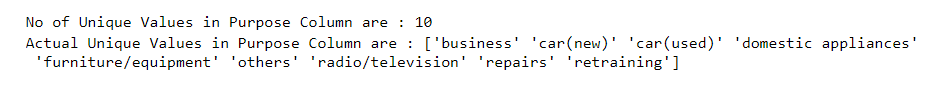 No of Unique Values in Purpose Column are : 10
Actual Unique Values in Purpose Column are : ['business' 'car(new)' 'car(used)' 'domestic appliances'
 'furniture/equipment' 'others' 'radio/television' 'repairs' 'retraining']